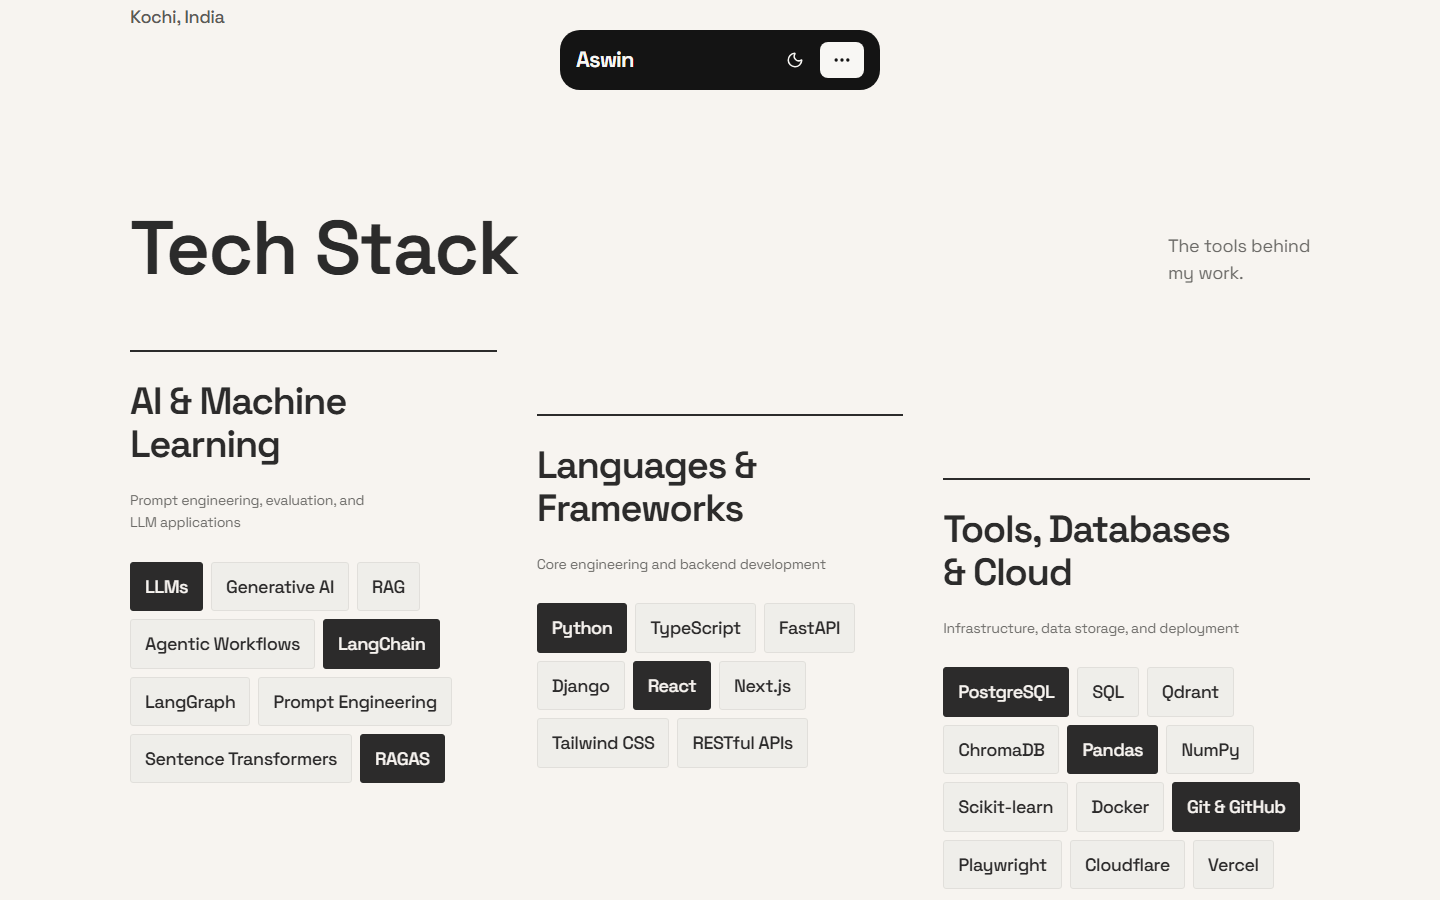 Kochi, India
Aswin
Tech Stack
The tools behind
my work.
AI & Machine
Learning
Prompt engineering, evaluation, and
LLM applications
LLMs Generative AI RAG
Agentic Workflows LangChain
LangGraph Prompt Engineering
Sentence Transformers RAGAS
Languages &
Frameworks
Core engineering and backend development
Python TypeScript FastAPI
Django React Next.js
Tailwind CSS RESTful APIs
Tools, Databases
& Cloud
Infrastructure, data storage, and deployment
PostgreSQL SQL Qdrant
ChromaDB Pandas NumPy
Scikit-learn Docker Git & GitHub
Playwright Cloudflare Vercel